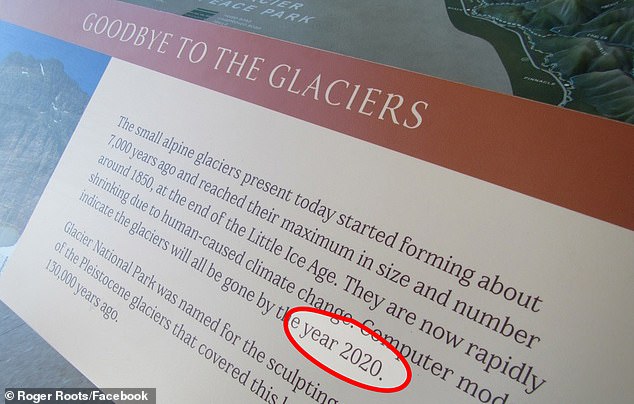 PARK
GOODBYE TO THE GLACIERS
The small alpine glaciers present today started forming about
7,000 years ago and reached their maximum in size and number
around 1850, at the end of the Little Ice Age. They are now rapidly
shrinking due to human-caused climate change. Computer mod
indicate the glaciers will all be gone by the year 2020.
Glacier National Park was named for the sculpting
of the Pleistocene glaciers that covered this
130,000 years ago.
© Roger Roots/Facebook